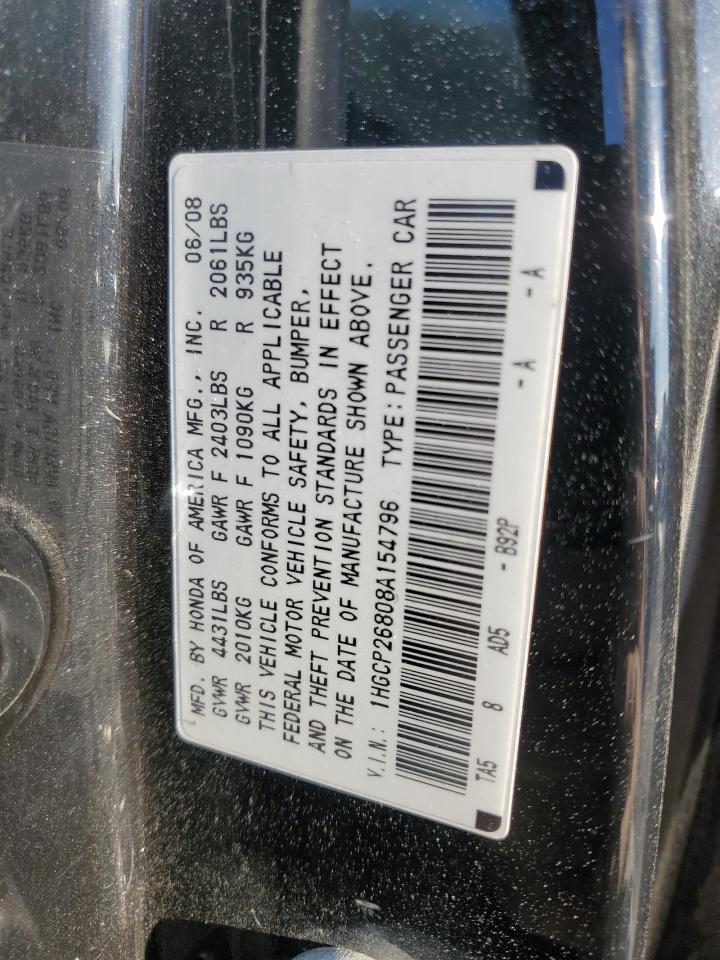 MFD. BY HONDA OF AMERICA MFG., INC. 06/08
GVWR 4431LBS GAWR F 2403LBS R 2061LBS
GVWR 2010KG GAWR F 1090KG R 935KG
THIS VEHICLE CONFORMS TO ALL APPLICABLE
FEDERAL MOTOR VEHICLE SAFETY, BUMPER,
AND THEFT PREVENTION STANDARDS IN EFFECT
ON THE DATE OF MANUFACTURE SHOWN ABOVE.
V.I.N.: 1HGCP26808A154796 TYPE: PASSENGER CAR
TA5 8 AD5 - B92P - A - A